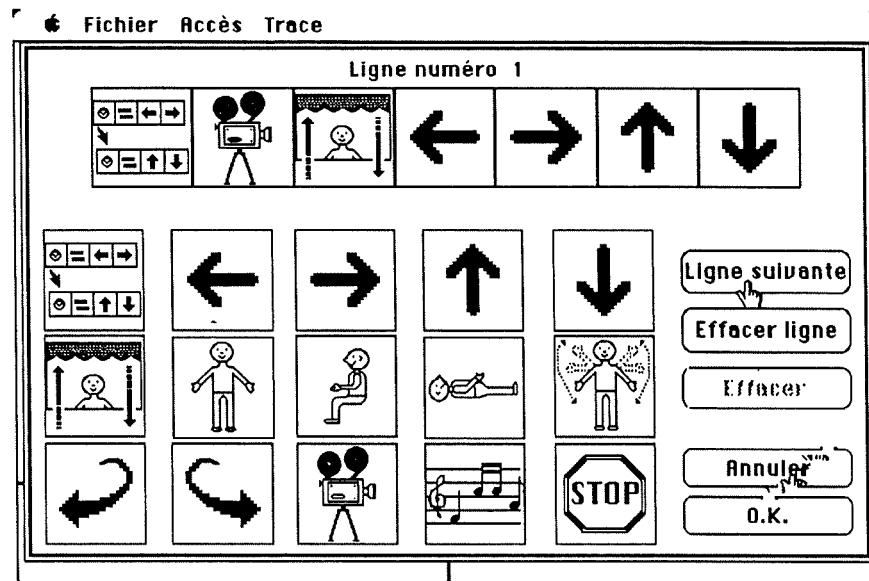 Fichier Accès Trace
Ligne numéro 1
Ligne suivante
Effacer ligne
Effacer
STOP
Annuler
O.K.